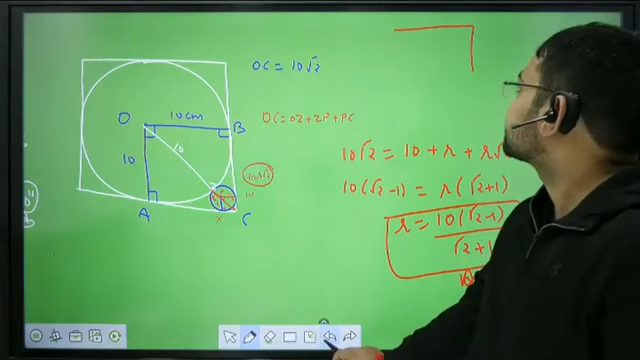 OC = 10√2
O
10cm
B
OC = OZ + ZP + PC
10
10
10√2 = 10 + r + r√
W
10(√2-1) = r(√2+1)
A
X
C
r = 10(√2-1)
√2+1